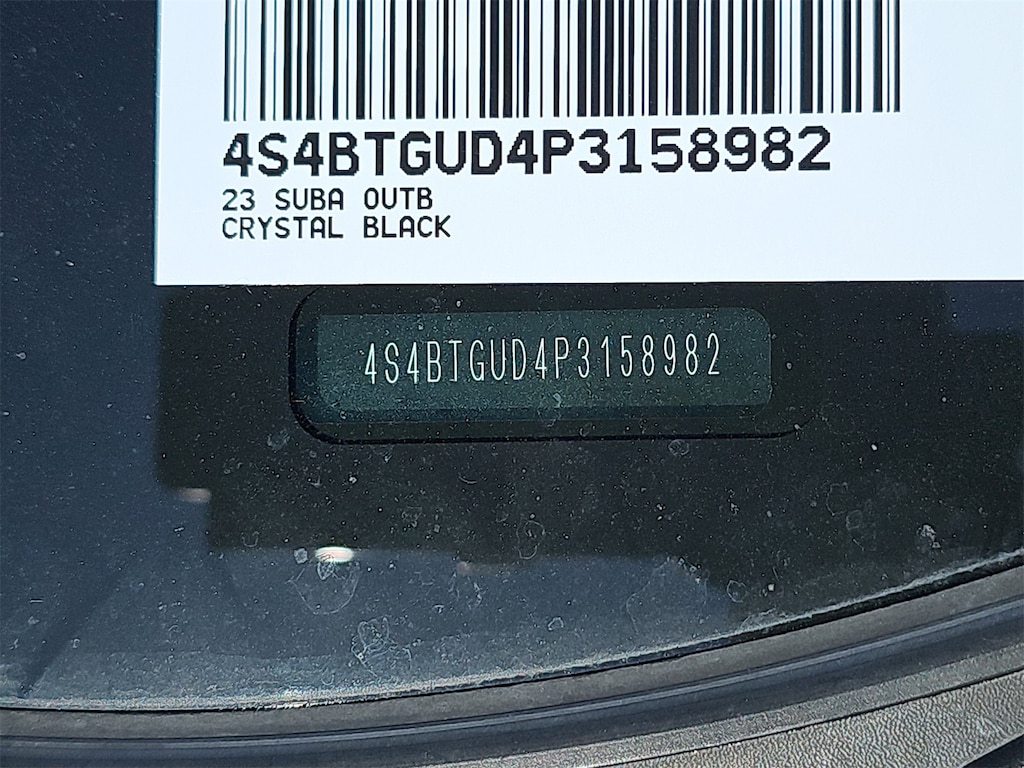 4S4BTGUD4P3158982
23 SUBA OUTB
CRYSTAL BLACK
4S4BTGUD4P3158982